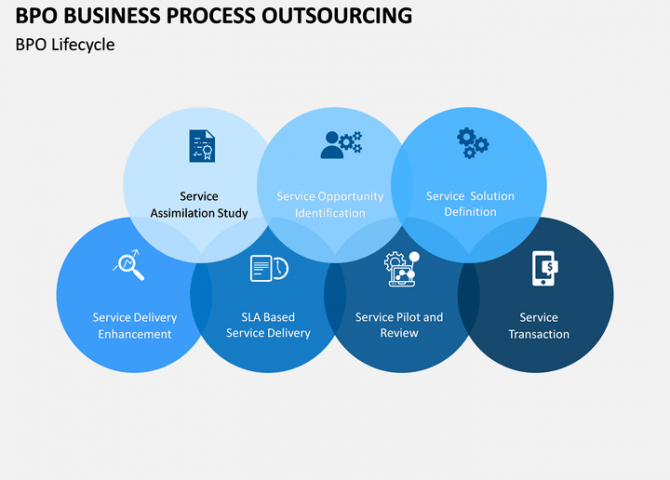 BPO BUSINESS PROCESS OUTSOURCING
BPO Lifecycle
Service
Assimilation Study
Service Opportunity
Identification
Service Solution
Definition
Service Delivery
Enhancement
SLA Based
Service Delivery
Service Pilot and
Review
Service
Transaction